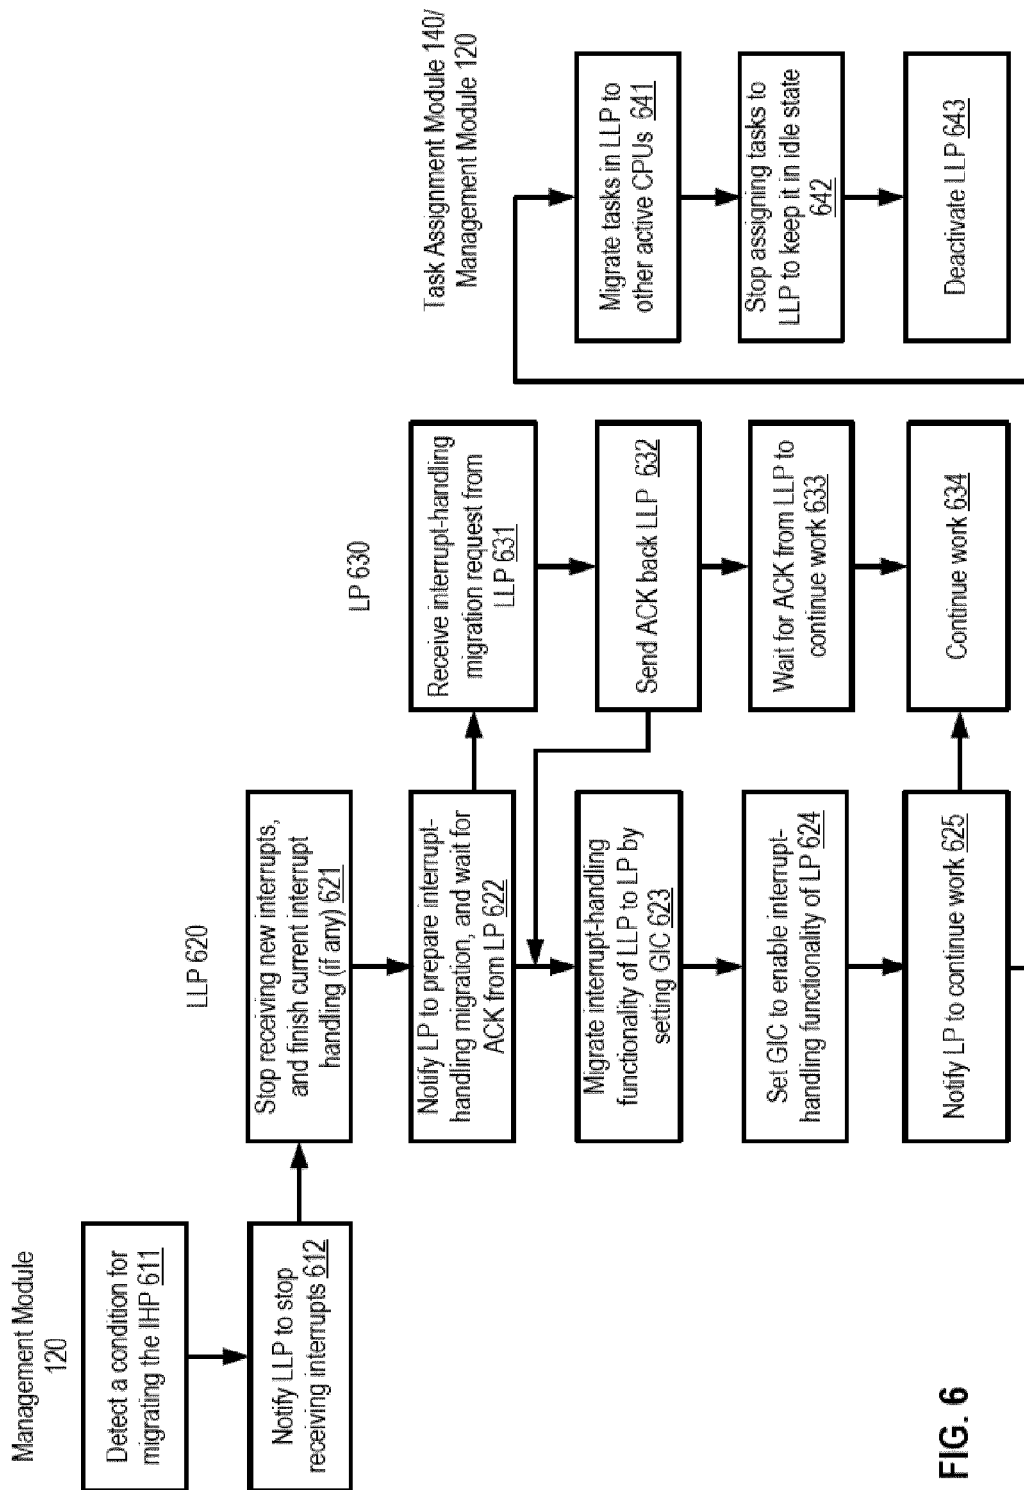 Management Module
120
Detect a condition for
migrating the IHP 611
Notify LLP to stop
receiving interrupts 612
LLP 620
Stop receiving new interrupts,
and finish current interrupt
handling (if any) 621
Notify LP to prepare interrupt-
handling migration, and wait for
ACK from LP 622
Migrate interrupt-handling
functionality of LLP to LP by
setting GIC 623
Set GIC to enable interrupt-
handling functionality of LP 624
Notify LP to continue work 625
LP 630
Receive interrupt-handling
migration request from
LLP 631
Send ACK back LLP 632
Wait for ACK from LLP to
continue work 633
Continue work 634
Task Assignment Module 140/
Management Module 120
Migrate tasks in LLP to
other active CPUs 641
Stop assigning tasks to
LLP to keep it in idle state
642
Deactivate LLP 643
FIG. 6